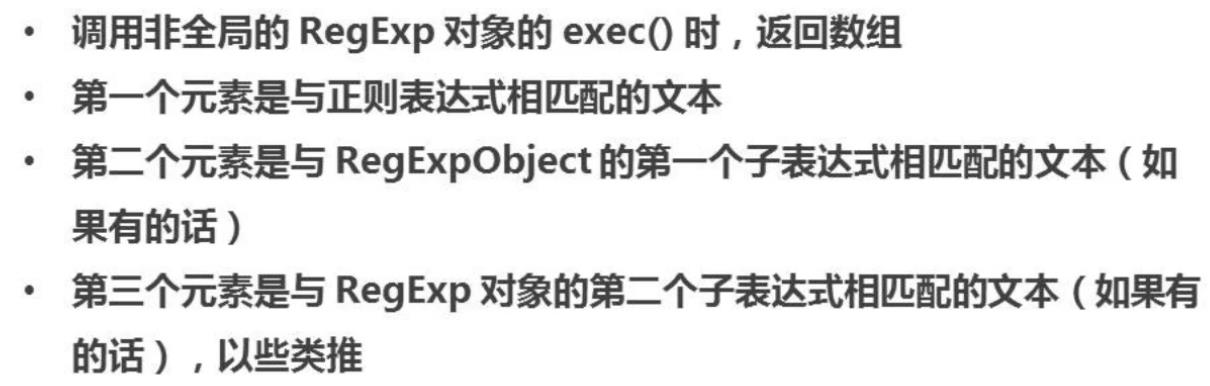 • 调用非全局的 RegExp 对象的 exec() 时，返回数组
• 第一个元素是与正则表达式相匹配的文本
• 第二个元素是与 RegExpObject 的第一个子表达式相匹配的文本（如
果有的话）
• 第三个元素是与 RegExp 对象的第二个子表达式相匹配的文本（如果有
的话），以些类推